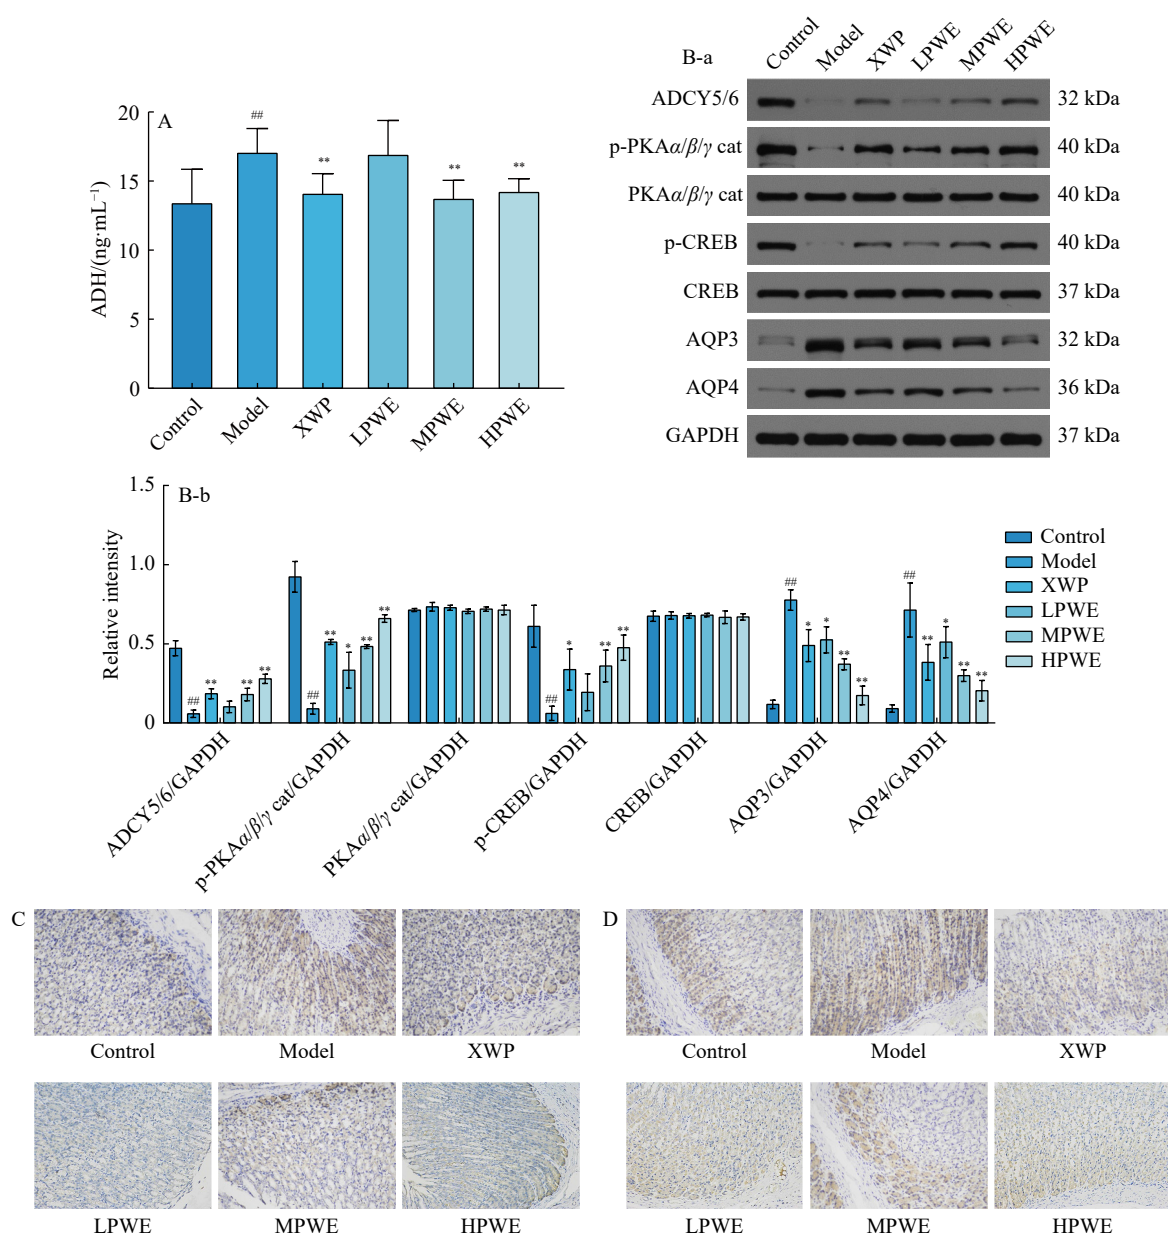 A
ADH/(ng·mL⁻¹)
20
15
10
5
0
##
**
**
**
Control
Model
XWP
LPWE
MPWE
HPWE
B-a
Control
Model
XWP
LPWE
MPWE
HPWE
ADCY5/6
32 kDa
p-PKAα/β/γ cat
40 kDa
PKAα/β/γ cat
40 kDa
p-CREB
40 kDa
CREB
37 kDa
AQP3
32 kDa
AQP4
36 kDa
GAPDH
37 kDa
B-b
Relative intensity
1.5
1.0
0.5
0
##
**
**
**
##
**
*
**
**
##
*
**
**
##
*
*
**
**
##
**
*
**
**
ADCY5/6/GAPDH
p-PKAα/β/γ cat/GAPDH
PKAα/β/γ cat/GAPDH
p-CREB/GAPDH
CREB/GAPDH
AQP3/GAPDH
AQP4/GAPDH
Control
Model
XWP
LPWE
MPWE
HPWE
C
Control
Model
XWP
LPWE
MPWE
HPWE
D
Control
Model
XWP
LPWE
MPWE
HPWE